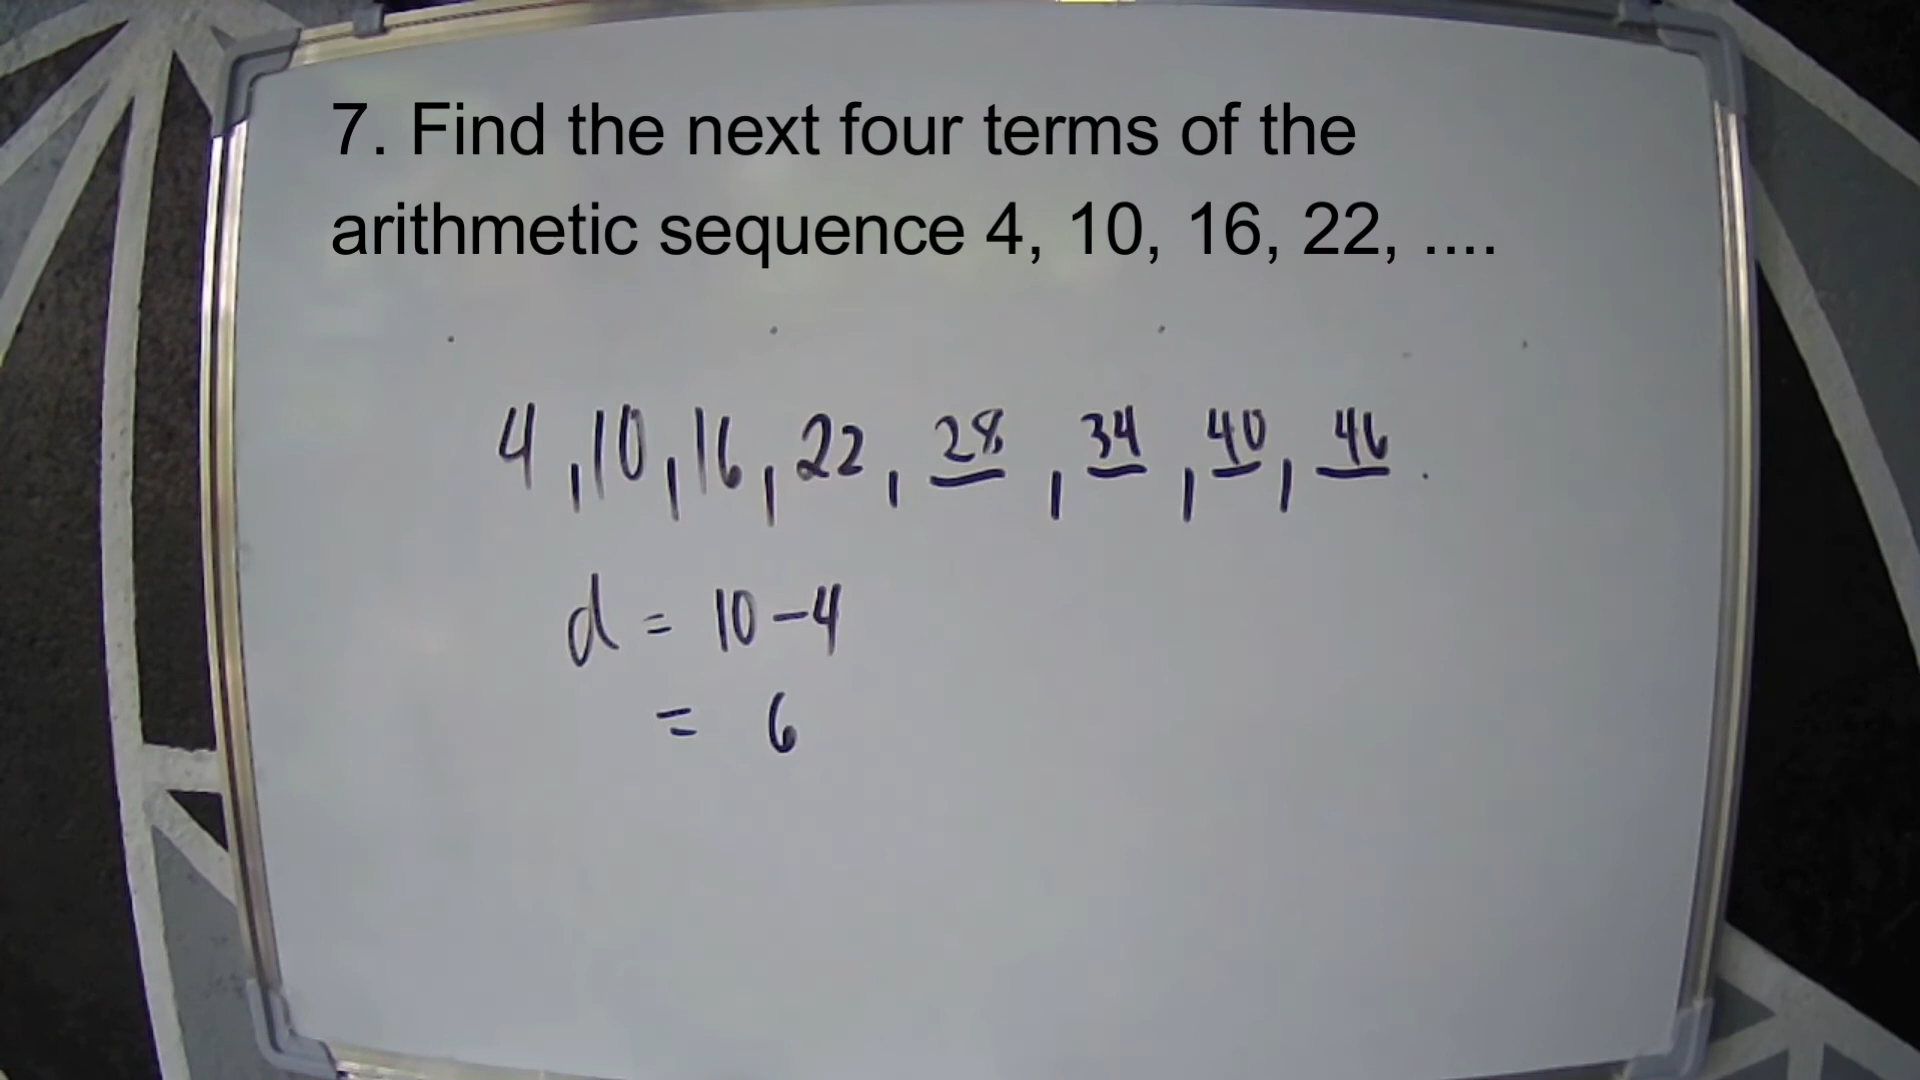 7. Find the next four terms of the
arithmetic sequence 4, 10, 16, 22, ....
4, 10, 16, 22, 28, 34, 40, 46.
d = 10 - 4
= 6